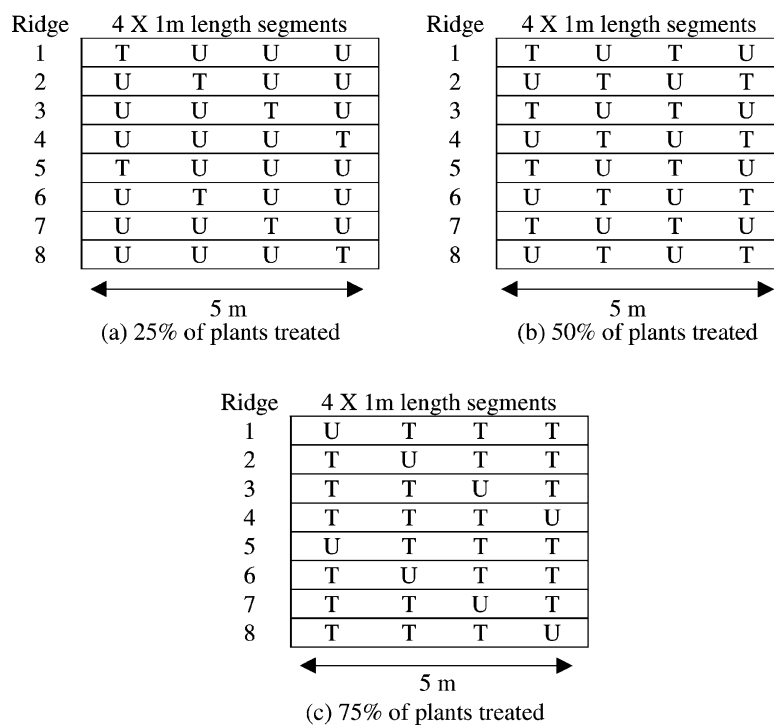 Ridge 4 X 1m length segments
1 T U U U
2 U T U U
3 U U T U
4 U U U T
5 T U U U
6 U T U U
7 U U T U
8 U U U T
5 m
(a) 25% of plants treated
Ridge 4 X 1m length segments
1 T U T U
2 U T U T
3 T U T U
4 U T U T
5 T U T U
6 U T U T
7 T U T U
8 U T U T
5 m
(b) 50% of plants treated
Ridge 4 X 1m length segments
1 U T T T
2 T U T T
3 T T U T
4 T T T U
5 U T T T
6 T U T T
7 T T U T
8 T T T U
5 m
(c) 75% of plants treated